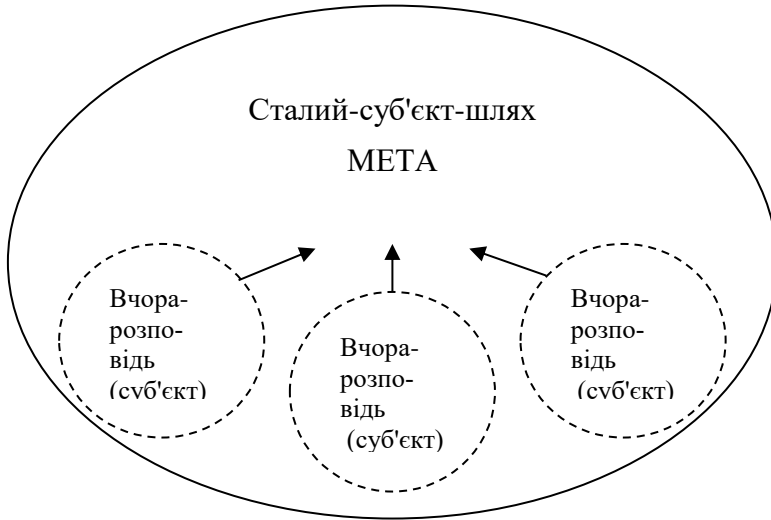 Сталий-суб'єкт-шлях
МЕТА
Вчора-
розпо-
відь
(суб'єкт)
Вчора-
розпо-
відь
(суб'єкт)
Вчора-
розпо-
відь
(суб'єкт)